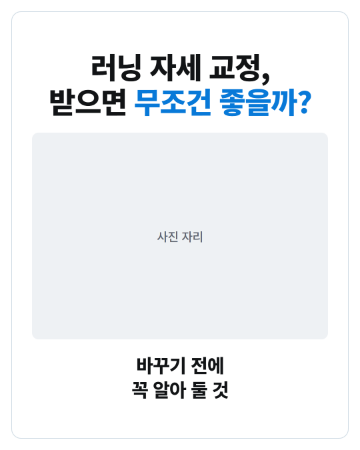 러닝 자세 교정,
받으면 무조건 좋을까?
사진 자리
바꾸기 전에
꼭 알아 둘 것